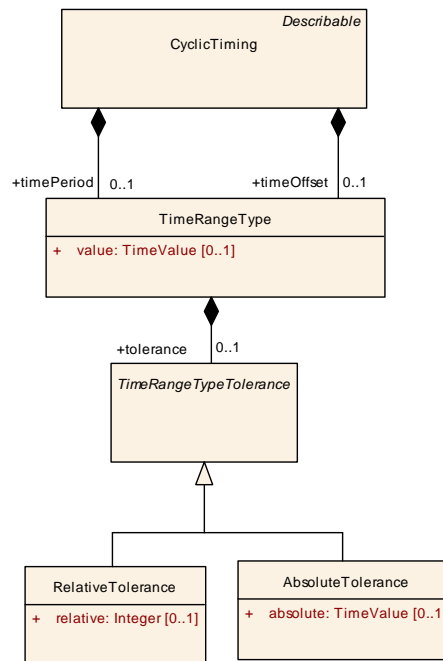 Describable
CyclicTiming
+timePeriod 0..1
+timeOffset 0..1
TimeRangeType
+ value: TimeValue [0..1]
+tolerance 0..1
TimeRangeTypeTolerance
RelativeTolerance
+ relative: Integer [0..1]
AbsoluteTolerance
+ absolute: TimeValue [0..1